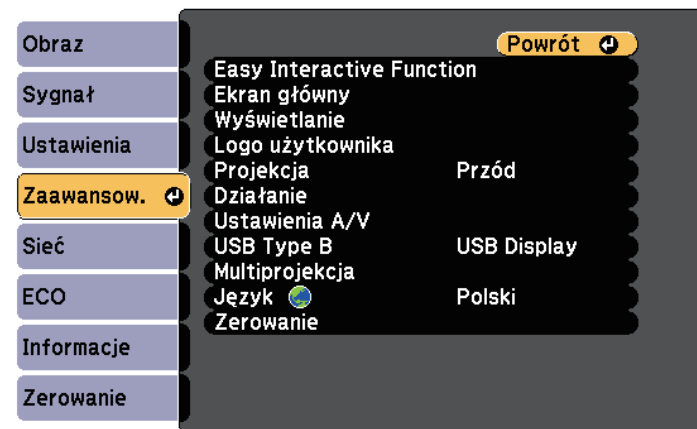 Obraz
Sygnał
Ustawienia
Zaawansow.
Sieć
ECO
Informacje
Zerowanie
Powrót
Easy Interactive Function
Ekran główny
Wyświetlanie
Logo użytkownika
Projekcja Przód
Działanie
Ustawienia A/V
USB Type B USB Display
Multiprojekcja
Język Polski
Zerowanie